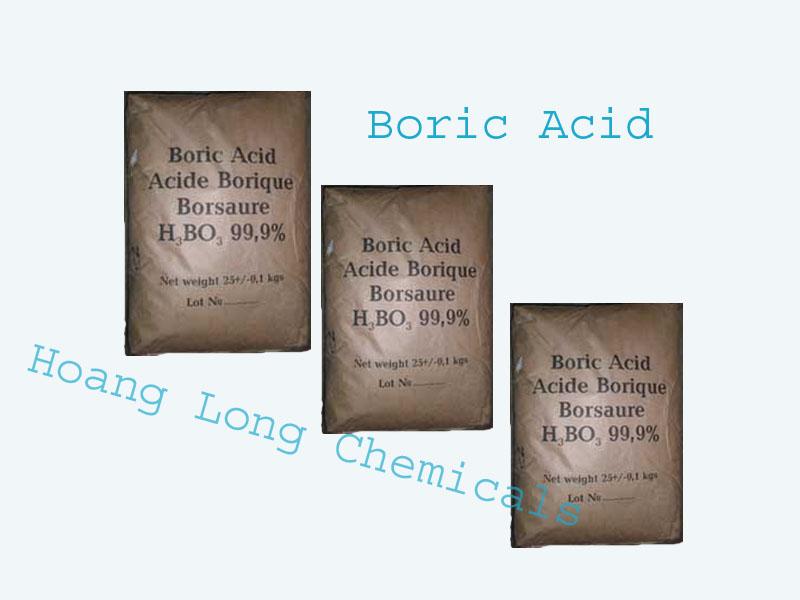 Boric Acid
Boric Acid
Acide Borique
Borsaure
H₃BO₃ 99,9%
Net weight 25+/-0,1 kgs
Lot №..........
Boric Acid
Acide Borique
Borsaure
H₃BO₃ 99,9%
Net weight 25+/-0,1 kgs
Lot №..........
Boric Acid
Acide Borique
Borsaure
H₃BO₃ 99,9%
Net weight 25+/-0,1 kgs
Lot №..........
Hoang Long Chemicals